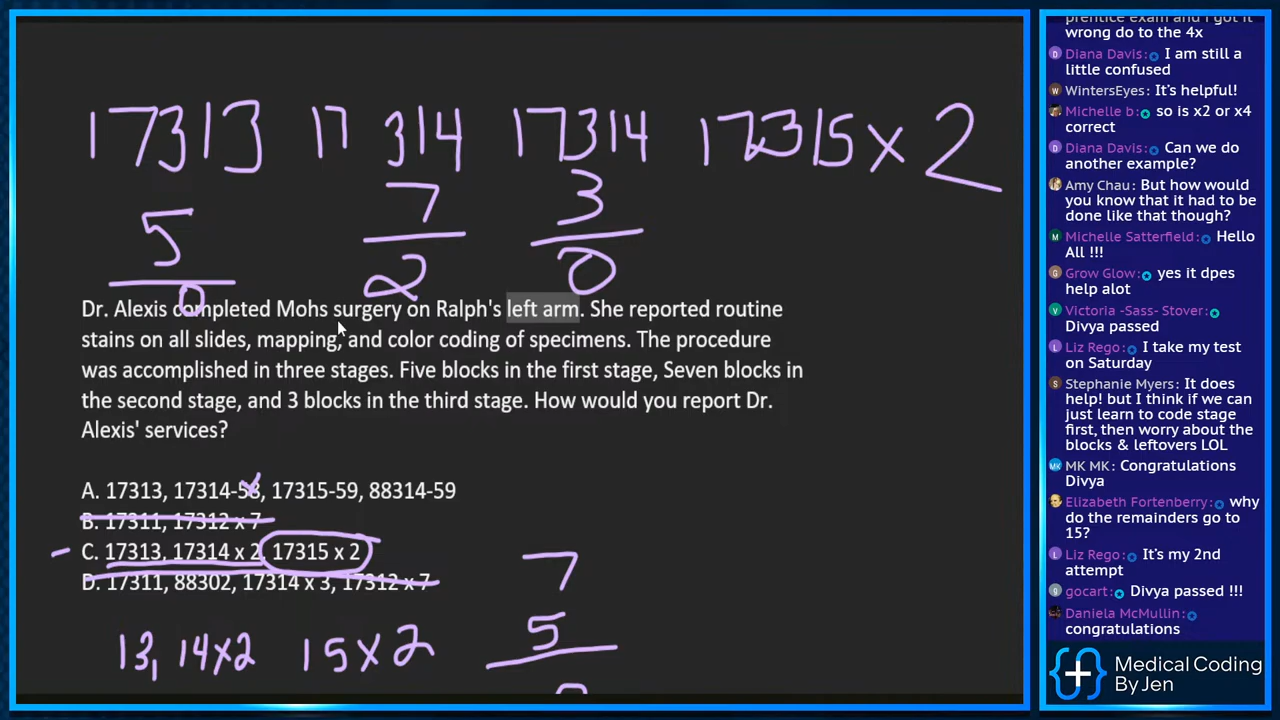 17313 17314 17314 17315 x 2
5 7 3
0 2 0
Dr. Alexis completed Mohs surgery on Ralph's left arm. She reported routine
stains on all slides, mapping, and color coding of specimens. The procedure
was accomplished in three stages. Five blocks in the first stage, Seven blocks in
the second stage, and 3 blocks in the third stage. How would you report Dr.
Alexis' services?
A. 17313, 17314-58, 17315-59, 88314-59
B. 17311, 17312 x 7
C. 17313, 17314 x 2, 17315 x 2
D. 17311, 88302, 17314 x 3, 17312 x 7
7
5
13, 14x2 15x2
prentice exam and I got it
wrong do to the 4x
Diana Davis: I am still a
little confused
WintersEyes: It's helpful!
Michelle b: so is x2 or x4
correct
Diana Davis: Can we do
another example?
Amy Chau: But how would
you know that it had to be
done like that though?
Michelle Satterfield: Hello
All !!!
Grow Glow: yes it dpes
help alot
Victoria -Sass- Stover:
Divya passed
Liz Rego: I take my test
on Saturday
Stephanie Myers: It does
help! but I think if we can
just learn to code stage
first, then worry about the
blocks & leftovers LOL
MK MK: Congratulations
Divya
Elizabeth Fortenberry: why
do the remainders go to
15?
Liz Rego: It's my 2nd
attempt
gocart: Divya passed !!!
Daniela McMullin:
congratulations
Medical Coding
By Jen